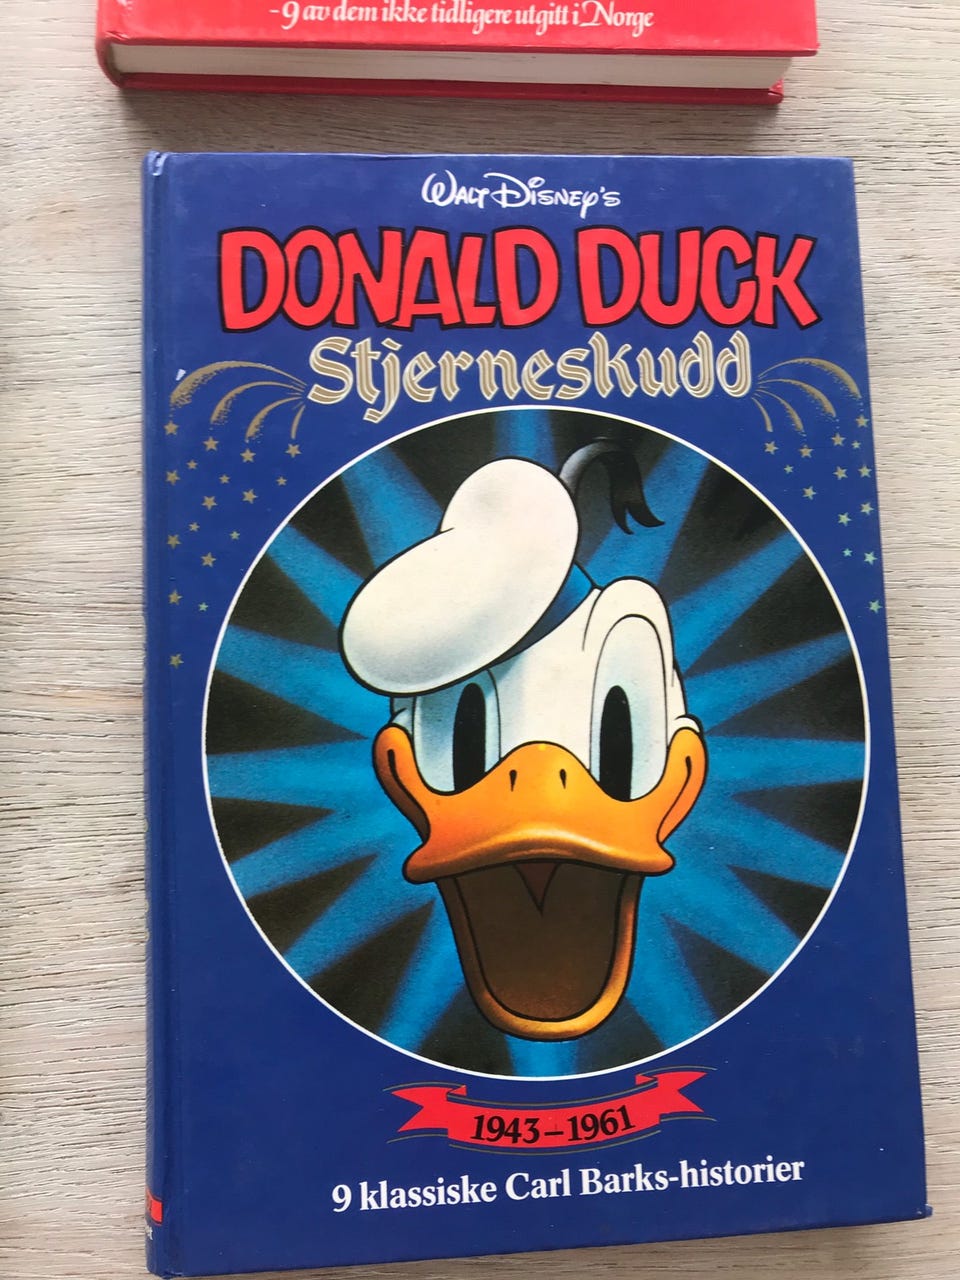 -9 av dem ikke tidligere utgitt i Norge
WALT DISNEY'S
DONALD DUCK
Stjerneskudd
1943-1961
9 klassiske Carl Barks-historier